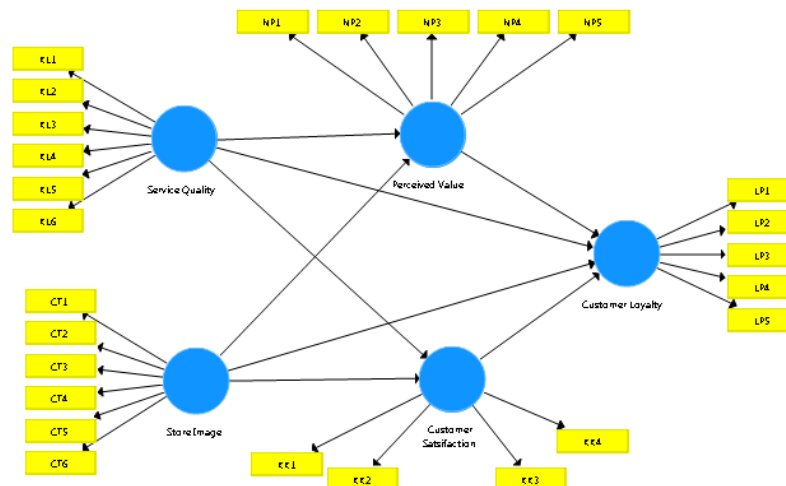 NP1
NP2
NP3
NP4
NP5
KL1
KL2
KL3
KL4
KL5
KL6
Service Quality
Perceived Value
LP1
LP2
LP3
LP4
LP5
Customer Loyalty
CT1
CT2
CT3
CT4
CT5
CT6
Store Image
Customer
Satsifaction
KK1
KK2
KK3
KK4